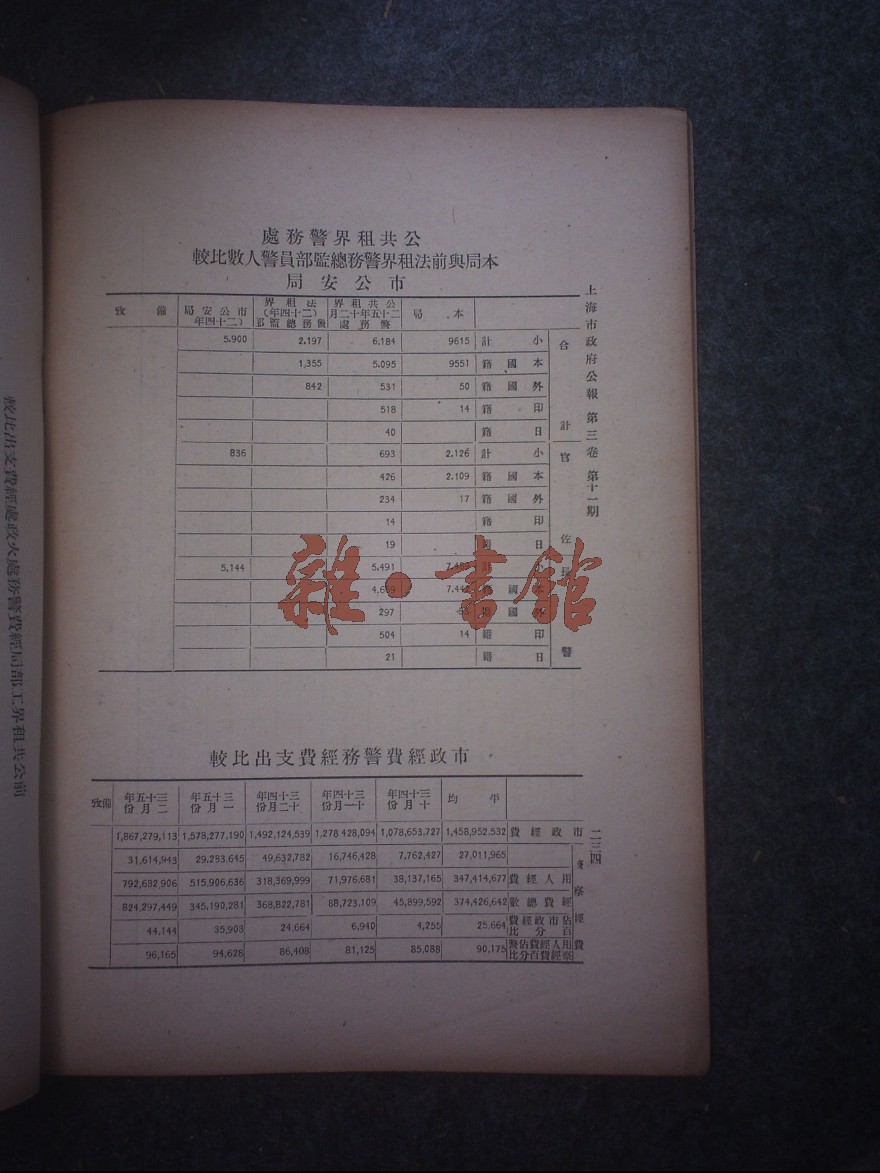 上海市政府公報 第三卷 第十一期
二三四
公共租界警務處
本局與前法租界警務總監部員警人數比較
市公安局
本局 公共租界警務處 二十五年十二月 法租界警務總監部 (二十四年) 市公安局 (二十四年) 備攷
合計 小計 9615 6.184 2.197 5.900
本國籍 9551 5.095 1,355
外國籍 50 531 842
印籍 14 518
日籍 40
官佐 小計 2.126 693 836
本國籍 2.109 426
外國籍 17 234
印籍 14
日 19
警 小 5.491 5,144
本國 7.442
外國 297
印籍 14 504
日籍 21
市政經費警務經費支出比較
平均 三十四年十月份 三十四年十一月份 三十四年十二月份 三十五年一月份 三十五年二月份 備攷
市政經費 1,458,952,532 1,078,653,727 1,278 428,094 1,492,124,539 1,578,277,190 1,867,279,113
27,011,965 7,762,427 16,746,428 49,632,782 29,293,645 31,614,943
用人經費 347,414,677 38,137,165 71,976,681 318,369,999 515,906,636 792,682,906
經費總數 374,426,642 45,899,592 88,723,109 368,822,781 345,190,281 824,297,449
佔市政經費百分比 25,664 4,255 6,940 24,664 35,903 44,144
用人經費佔警察經費百分比 90,175 85,088 81,125 86,408 94,628 96,165
前公共租界工部局經費警務處火政處經費支出比較
雜·書館